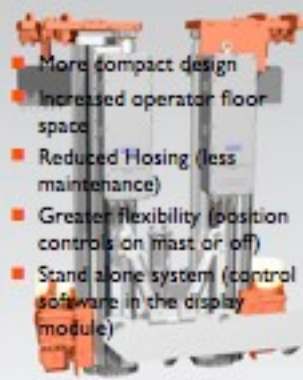 More compact design
Increased operator floor
space
Reduced Hosing (less
maintenance)
Greater flexibility (position
controls on mast or off)
Stand alone system (control
software in the display
module)